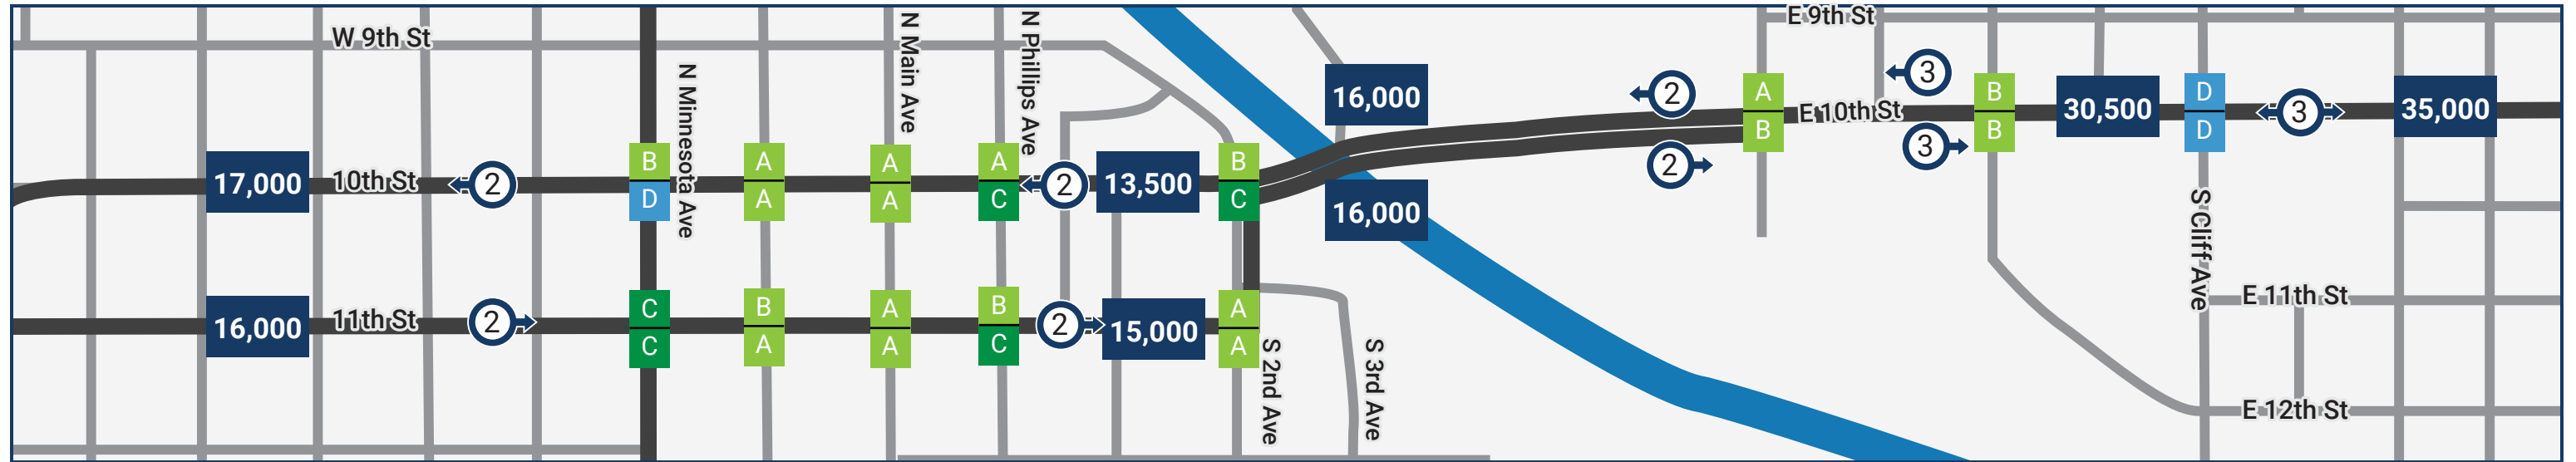 E 9th St
W 9th St
N Minnesota Ave
N Main Ave
N Phillips Ave
16,000
2
3
A
B
E 10th St
B
B
30,500
D
D
3
35,000
3
2
17,000
10th St
2
B
D
A
A
A
A
A
C
2
13,500
B
C
16,000
S Cliff Ave
16,000
11th St
2
C
C
B
A
A
A
B
C
2
15,000
A
A
S 2nd Ave
S 3rd Ave
E 11th St
E 12th St